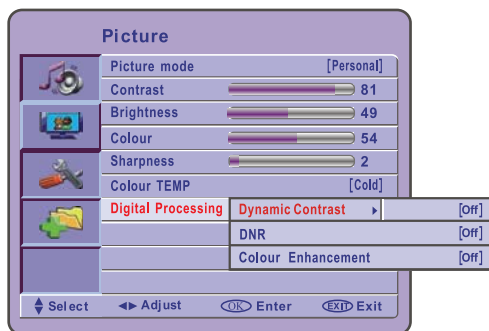 Picture
Picture mode [Personal]
Contrast 81
Brightness 49
Colour 54
Sharpness 2
Colour TEMP [Cold]
Digital Processing Dynamic Contrast [Off]
DNR [Off]
Colour Enhancement [Off]
Select Adjust OK Enter EXIT Exit